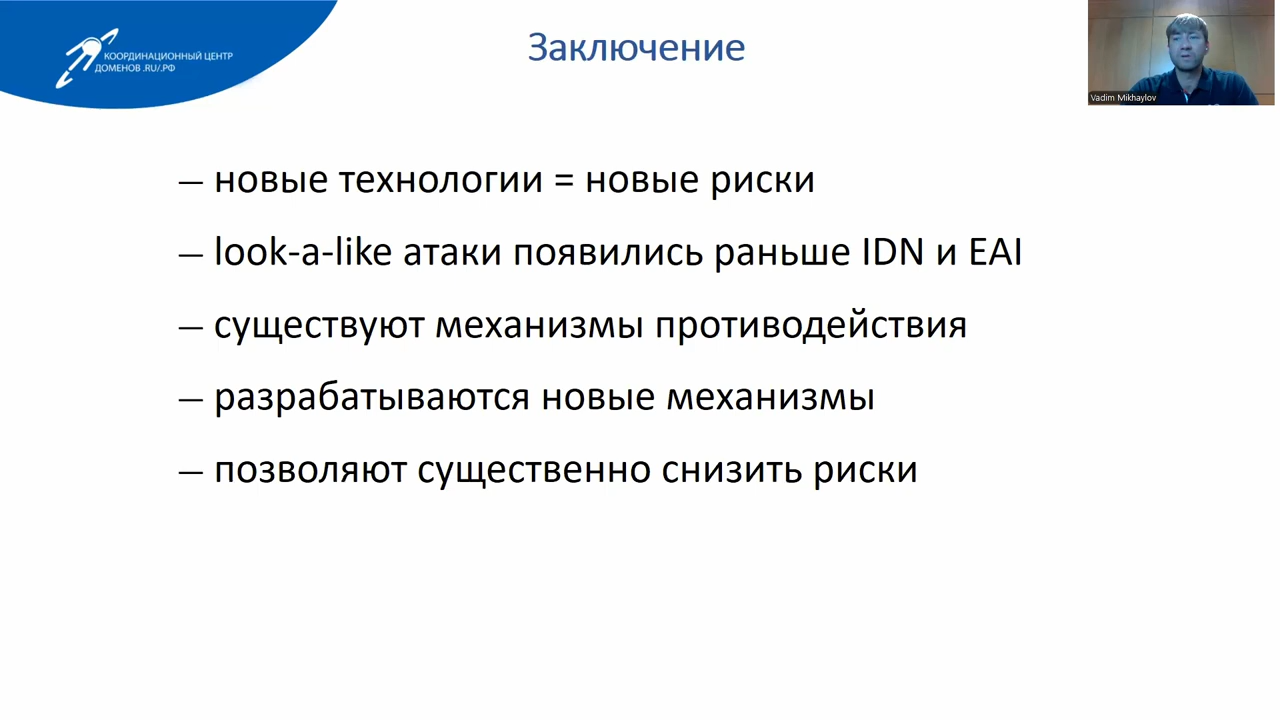 КООРДИНАЦИОННЫЙ ЦЕНТР
ДОМЕНОВ .RU/.РФ
Заключение
Vadim Mikhaylov
– новые технологии = новые риски
– look-a-like атаки появились раньше IDN и EAI
– существуют механизмы противодействия
– разрабатываются новые механизмы
– позволяют существенно снизить риски